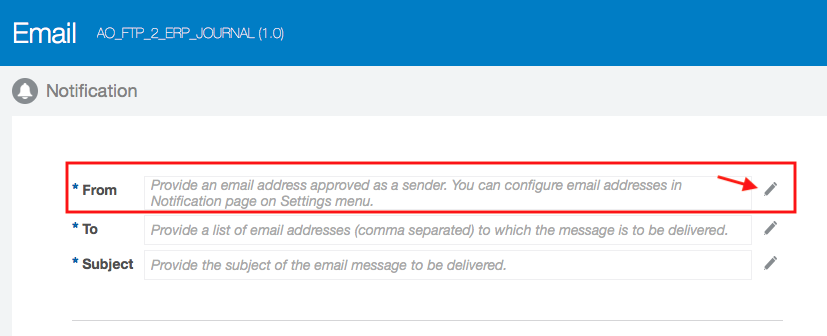 Email AO_FTP_2_ERP_JOURNAL (1.0)
Notification
* From Provide an email address approved as a sender. You can configure email addresses in
Notification page on Settings menu.
* To Provide a list of email addresses (comma separated) to which the message is to be delivered.
* Subject Provide the subject of the email message to be delivered.